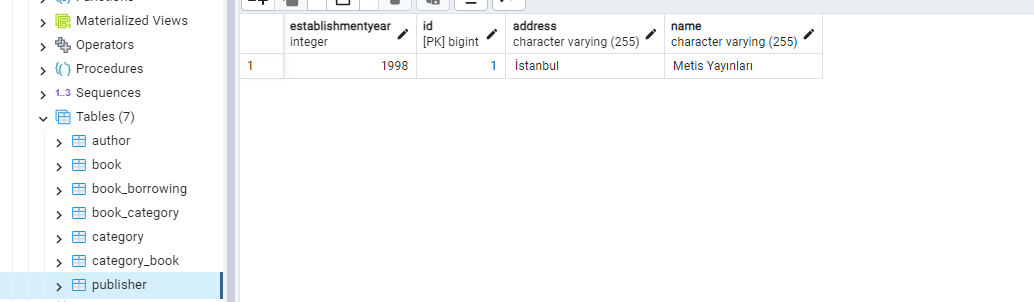 Functions
Materialized Views
Operators
Procedures
1..3 Sequences
Tables (7)
author
book
book_borrowing
book_category
category
category_book
publisher
establishmentyear id address name
integer [PK] bigint character varying (255) character varying (255)
1 1998 1 İstanbul Metis Yayınları